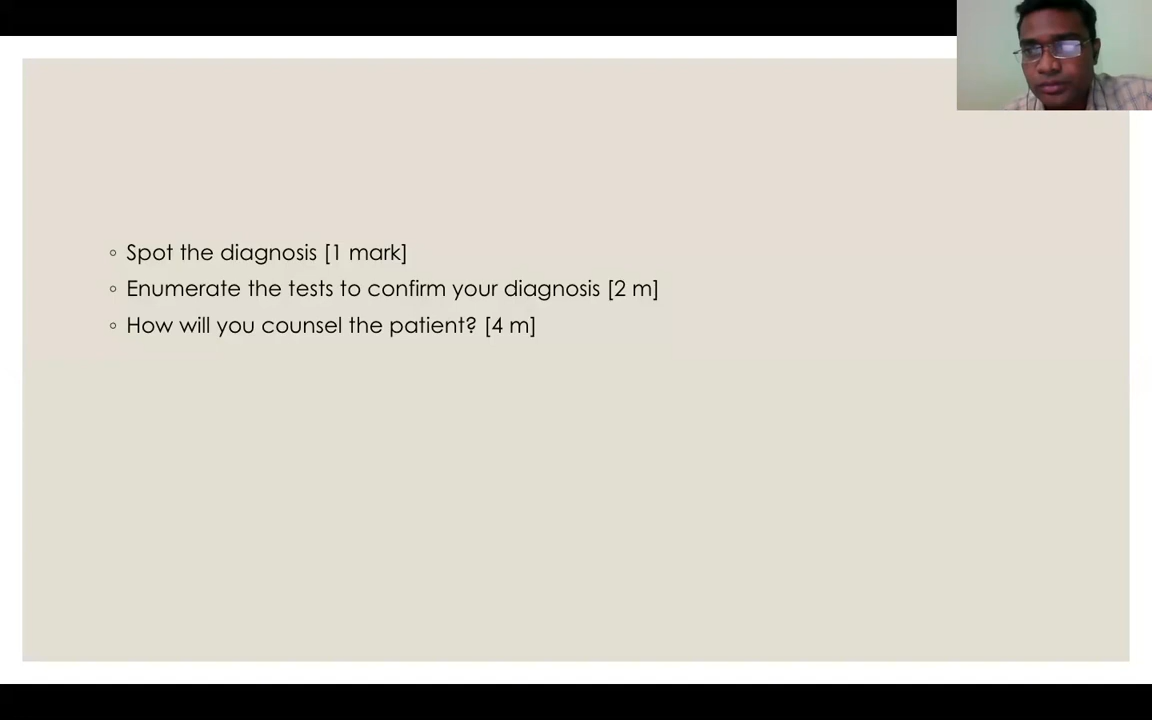 ◦ Spot the diagnosis [1 mark]
◦ Enumerate the tests to confirm your diagnosis [2 m]
◦ How will you counsel the patient? [4 m]